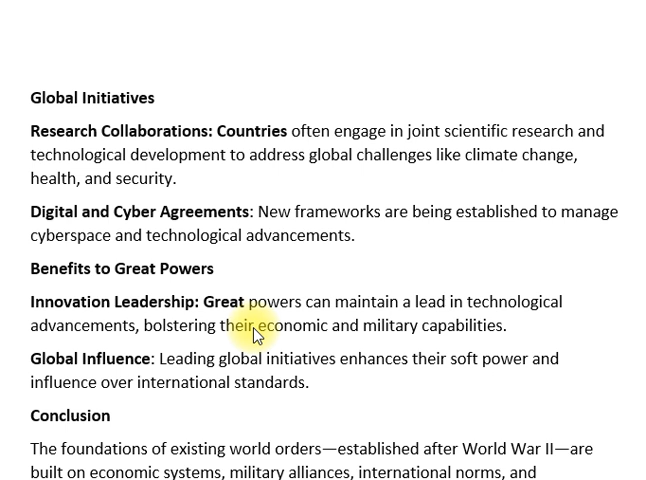 Global Initiatives
Research Collaborations: Countries often engage in joint scientific research and
technological development to address global challenges like climate change,
health, and security.
Digital and Cyber Agreements: New frameworks are being established to manage
cyberspace and technological advancements.
Benefits to Great Powers
Innovation Leadership: Great powers can maintain a lead in technological
advancements, bolstering their economic and military capabilities.
Global Influence: Leading global initiatives enhances their soft power and
influence over international standards.
Conclusion
The foundations of existing world orders—established after World War II—are
built on economic systems, military alliances, international norms, and